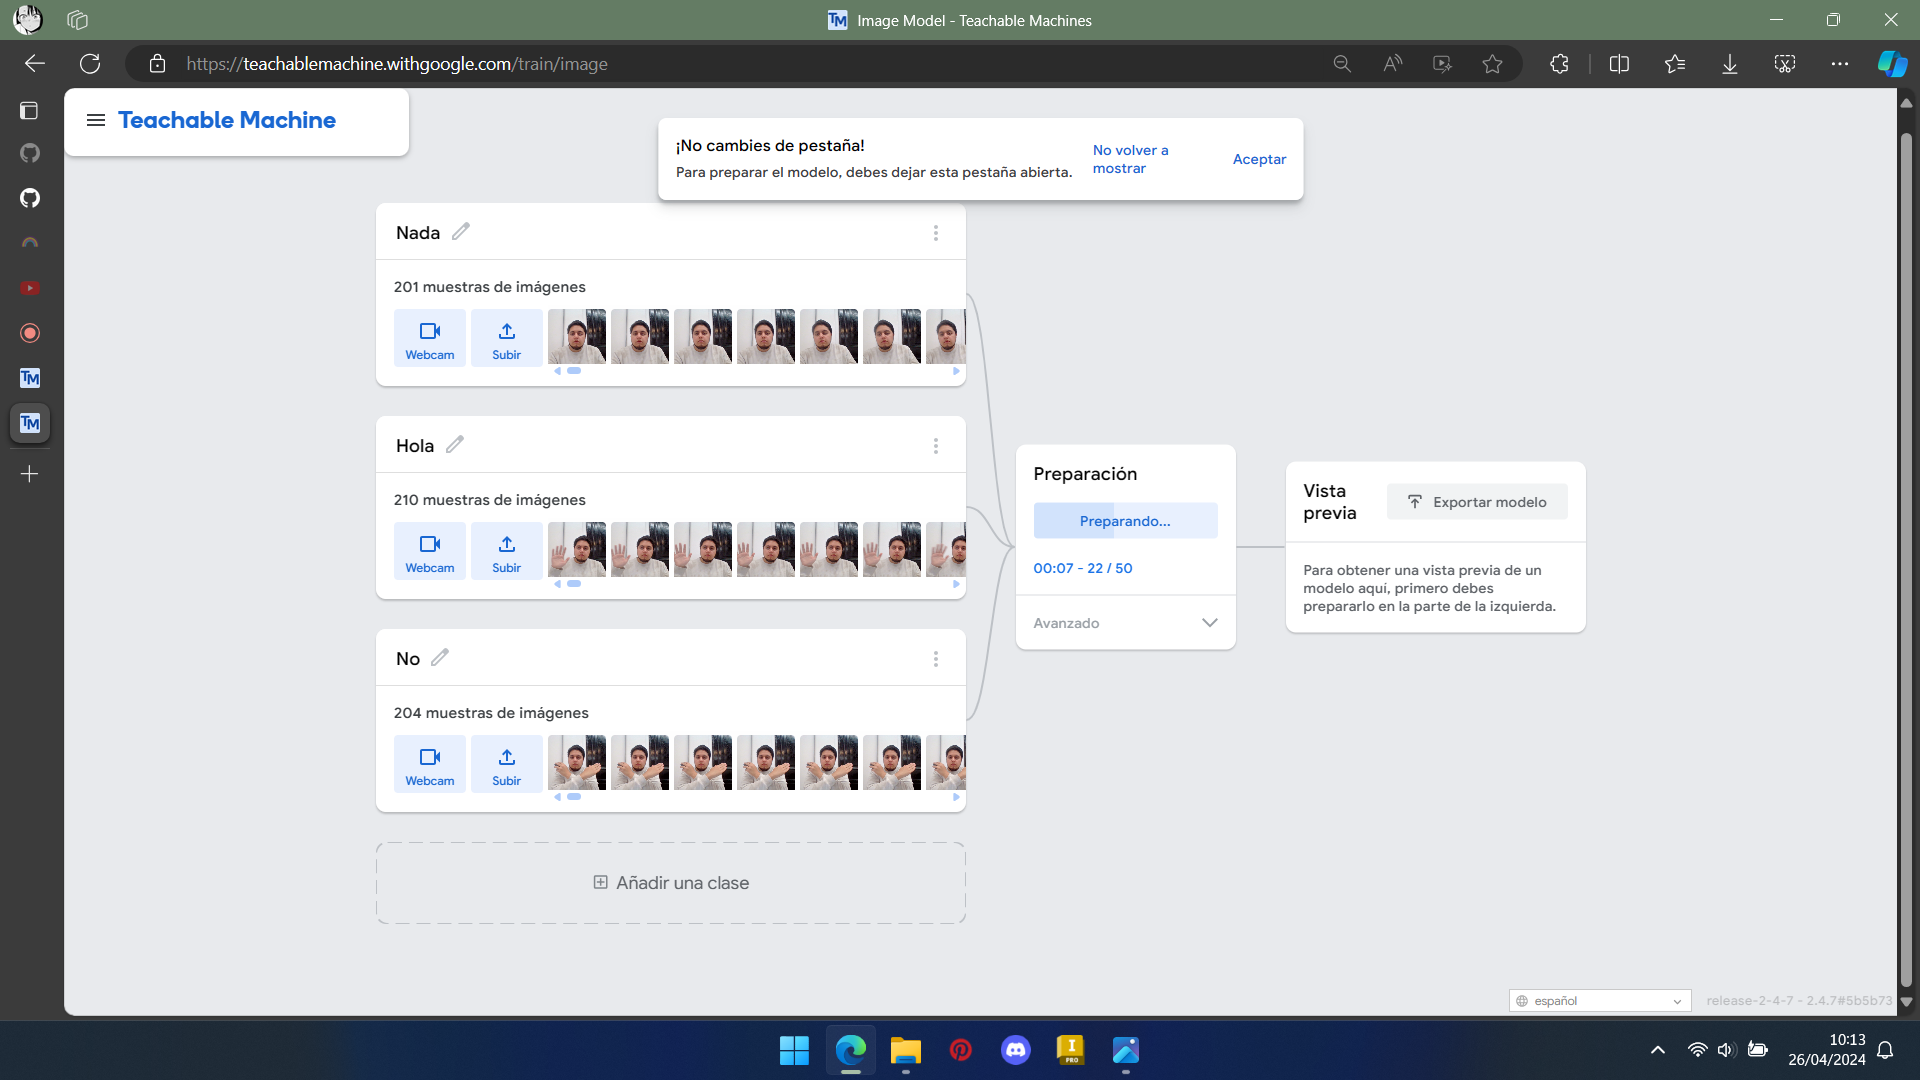 Image Model - Teachable Machines
https://teachablemachine.withgoogle.com/train/image
Teachable Machine
¡No cambies de pestaña!
Para preparar el modelo, debes dejar esta pestaña abierta.
No volver a
mostrar
Aceptar
Nada
201 muestras de imágenes
Webcam
Subir
Hola
210 muestras de imágenes
Webcam
Subir
No
204 muestras de imágenes
Webcam
Subir
Añadir una clase
Preparación
Preparando...
00:07 - 22 / 50
Avanzado
Vista
previa
Exportar modelo
Para obtener una vista previa de un
modelo aquí, primero debes
prepararlo en la parte de la izquierda.
español
release-2-4-7 - 2.4.7#5b5b73
10:13
26/04/2024